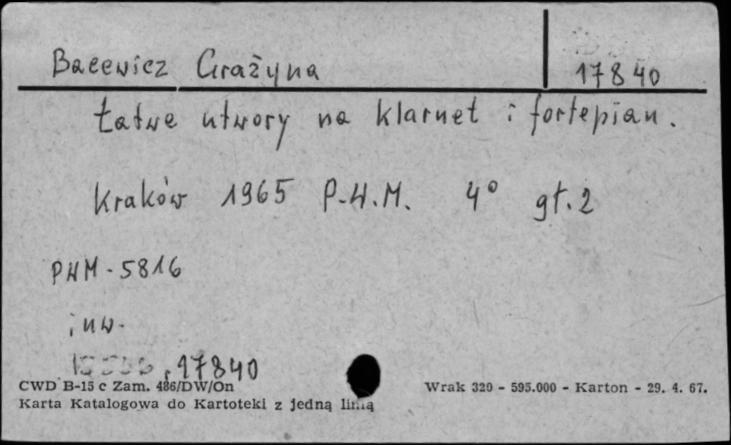 Bacewicz Grażyna 17840
Łatwe utwory na klarnet i fortepian.
Kraków 1965 P.W.M. 4° gł. 2
PWM-5816
inw.
17840
CWD B-15 c Zam. 486/DW/On
Wrak 320 - 595.000 - Karton - 29. 4. 67.
Karta Katalogowa do Kartoteki z jedną linią